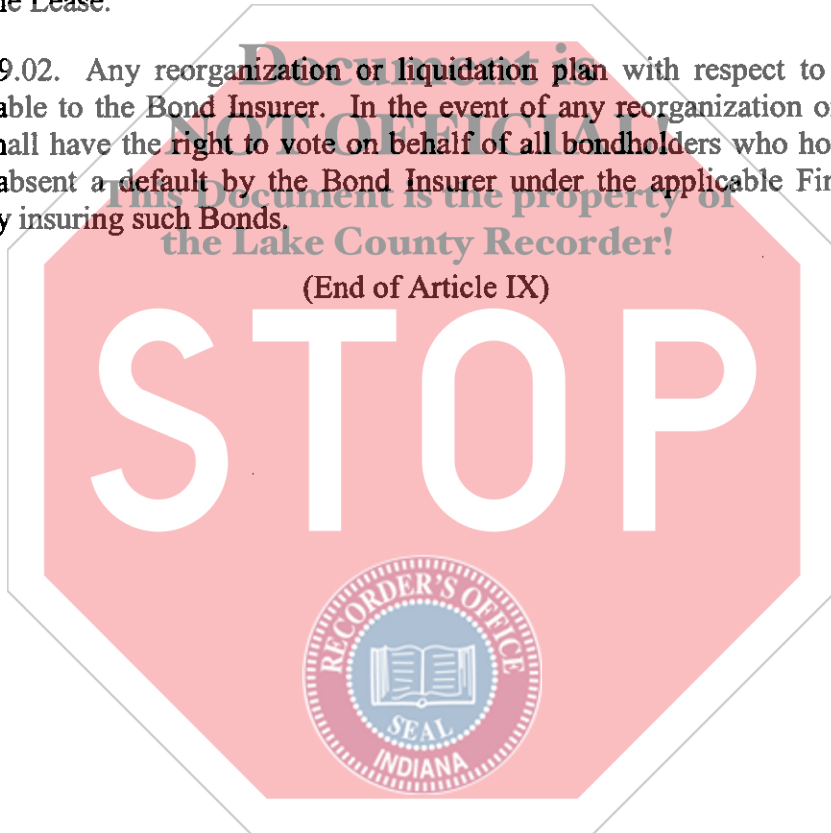 ne Lease.
9.02. Any reorganization or liquidation plan with respect to
able to the Bond Insurer. In the event of any reorganization o
hall have the right to vote on behalf of all bondholders who ho
absent a default by the Bond Insurer under the applicable Fin
y insuring such Bonds.
Document is
NOT OFFICIAL!
This Document is the property of
the Lake County Recorder!
(End of Article IX)
STOP
RECORDER'S OFFICE
SEAL
INDIANA